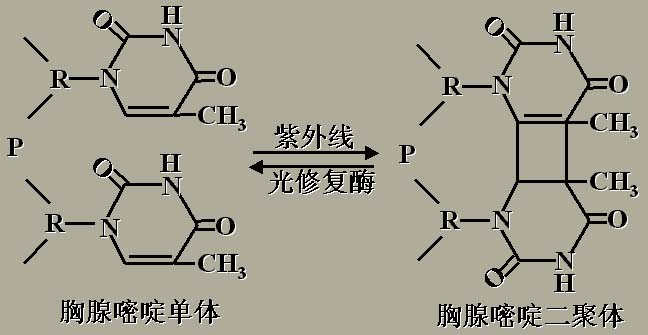 O H N O
R N CH3
P
O H N O
R N CH3
胸腺嘧啶单体
紫外线
光修复酶
O N H O
R N CH3
P
CH3
R N O
O N H
胸腺嘧啶二聚体